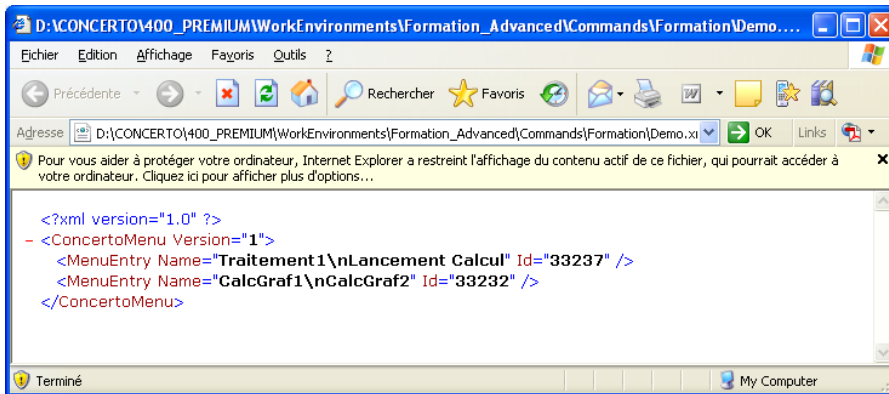 D:\CONCERTO\400_PREMIUM\WorkEnvironments\Formation_Advanced\Commands\Formation\Demo....
Fichier Edition Affichage Favoris Outils ?
Précédente Rechercher Favoris
Adresse D:\CONCERTO\400_PREMIUM\WorkEnvironments\Formation_Advanced\Commands\Formation\Demo.x OK Links
Pour vous aider à protéger votre ordinateur, Internet Explorer a restreint l'affichage du contenu actif de ce fichier, qui pourrait accéder à
votre ordinateur. Cliquez ici pour afficher plus d'options...
<?xml version="1.0" ?>
- <ConcertoMenu Version="1">
<MenuEntry Name="Traitement1\nLancement Calcul" Id="33237" />
<MenuEntry Name="CalcGraf1\nCalcGraf2" Id="33232" />
</ConcertoMenu>
Terminé My Computer